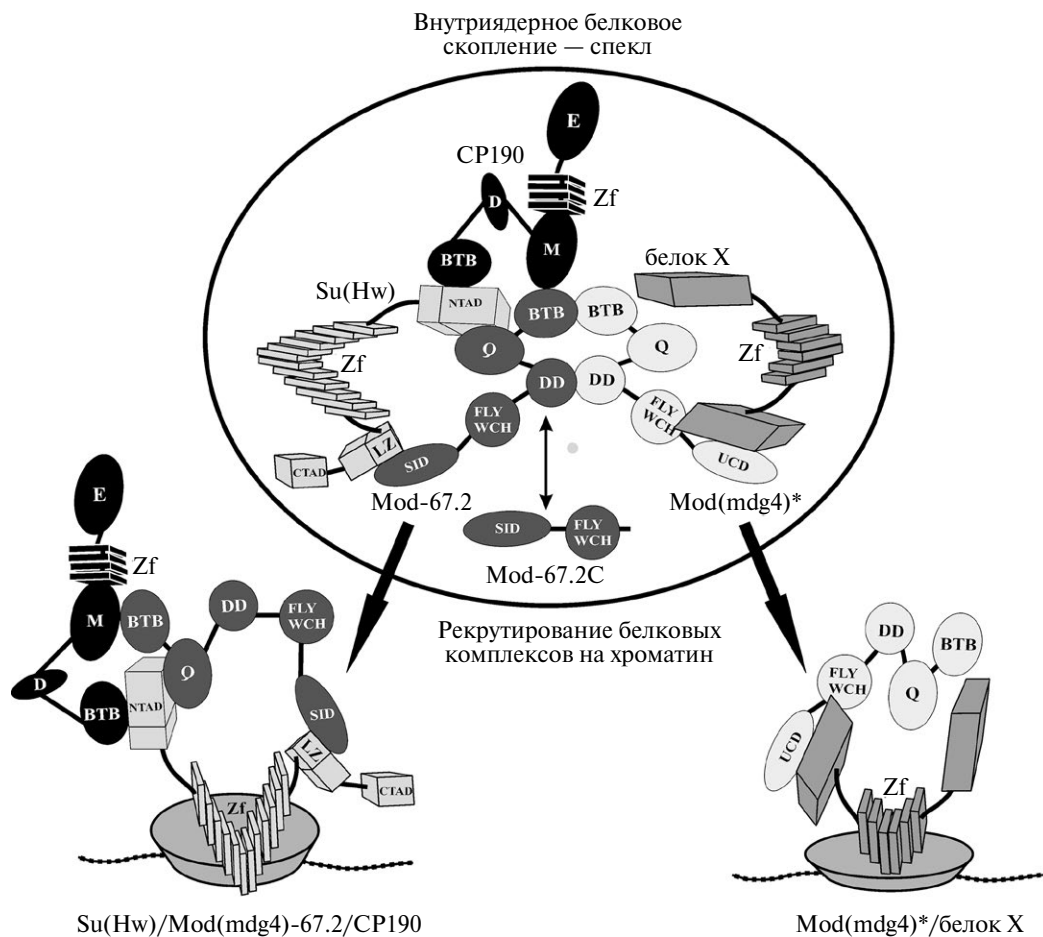 Внутриядерное белковое
скопление — спекл
E
CP190
Zf
D
M
BTB
белок X
Su(Hw)
NTAD
BTB
BTB
Zf
Q
Q
Zf
DD
DD
FLY
WCH
FLY
WCH
LZ
CTAD
SID
UCD
Mod-67.2
Mod(mdg4)*
SID
FLY
WCH
Mod-67.2C
E
Zf
Рекрутирование белковых
комплексов на хроматин
M
BTB
DD
FLY
WCH
D
Q
BTB
NTAD
SID
LZ
CTAD
Zf
DD
BTB
FLY
WCH
Q
UCD
Zf
Su(Hw)/Mod(mdg4)-67.2/CP190
Mod(mdg4)*/белок X